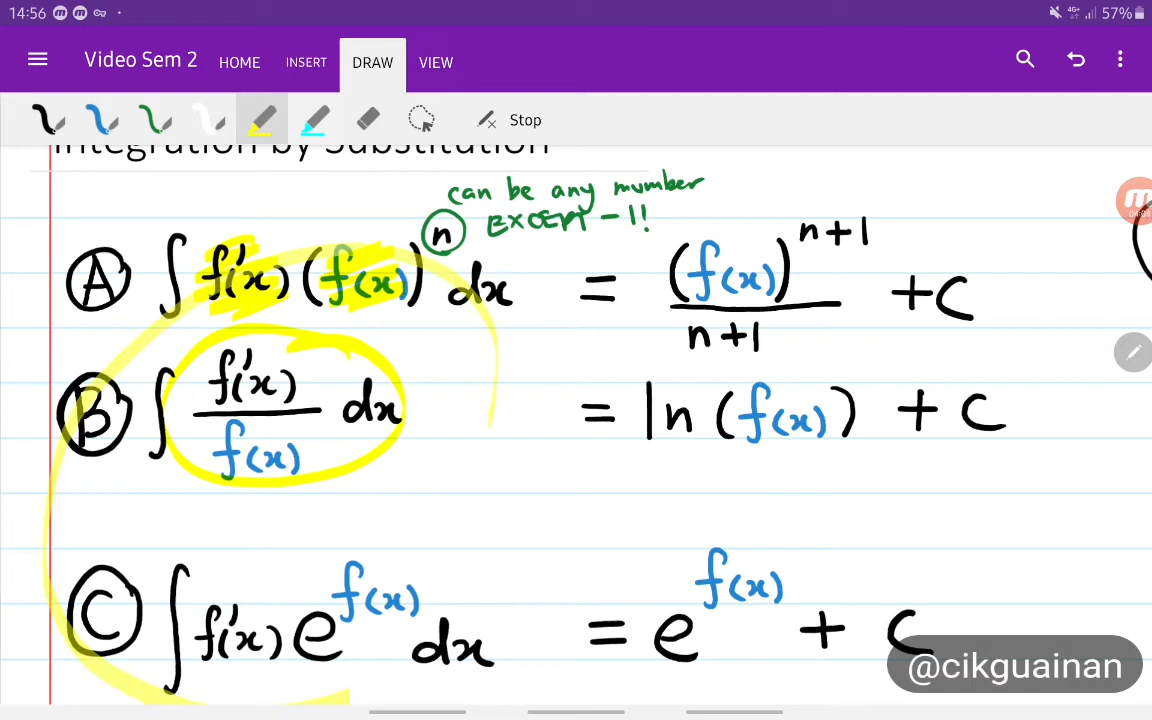 14:56 4G+ 57%
Video Sem 2 HOME INSERT DRAW VIEW
Stop
Integration by Substitution
can be any number
EXCEPT -1!
Ⓐ ∫ f'(x) (f(x))ⁿ dx = (f(x))ⁿ⁺¹ / n+1 + C
Ⓑ ∫ f'(x) / f(x) dx = ln (f(x)) + C
Ⓒ ∫ f'(x) e^f(x) dx = e^f(x) + C
@cikguainan